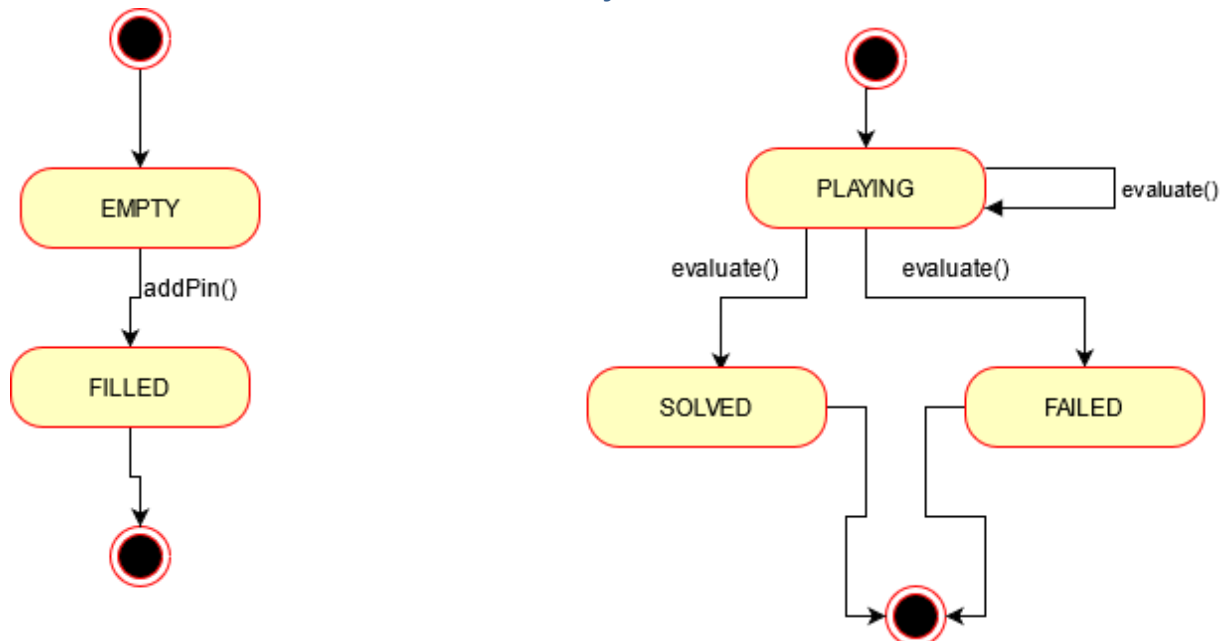 EMPTY
addPin()
FILLED
PLAYING
evaluate()
evaluate()
evaluate()
SOLVED
FAILED